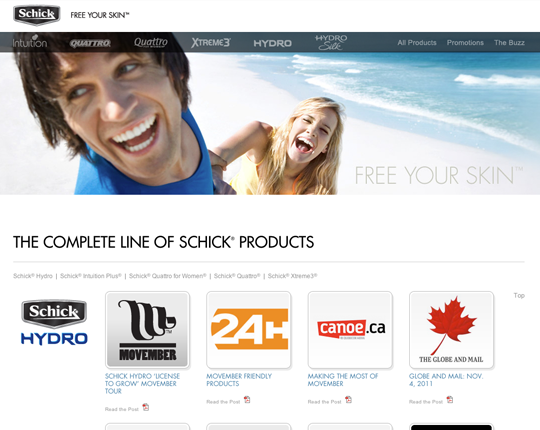 Schick
FREE YOUR SKIN™
Intuition QUATTRO Quattro XTREME3 HYDRO HYDRO Silk All Products Promotions The Buzz
FREE YOUR SKIN™
THE COMPLETE LINE OF SCHICK® PRODUCTS
Schick® Hydro | Schick® Intuition Plus® | Schick® Quattro for Women® | Schick® Quattro® | Schick® Xtreme3®
Top
Schick
HYDRO
MOVEMBER
24H
canoe.ca
THE GLOBE AND MAIL
SCHICK HYDRO 'LICENSE
TO GROW' MOVEMBER
TOUR
Read the Post
MOVEMBER FRIENDLY
PRODUCTS
Read the Post
MAKING THE MOST OF
MOVEMBER
Read the Post
GLOBE AND MAIL: NOV.
4, 2011
Read the Post